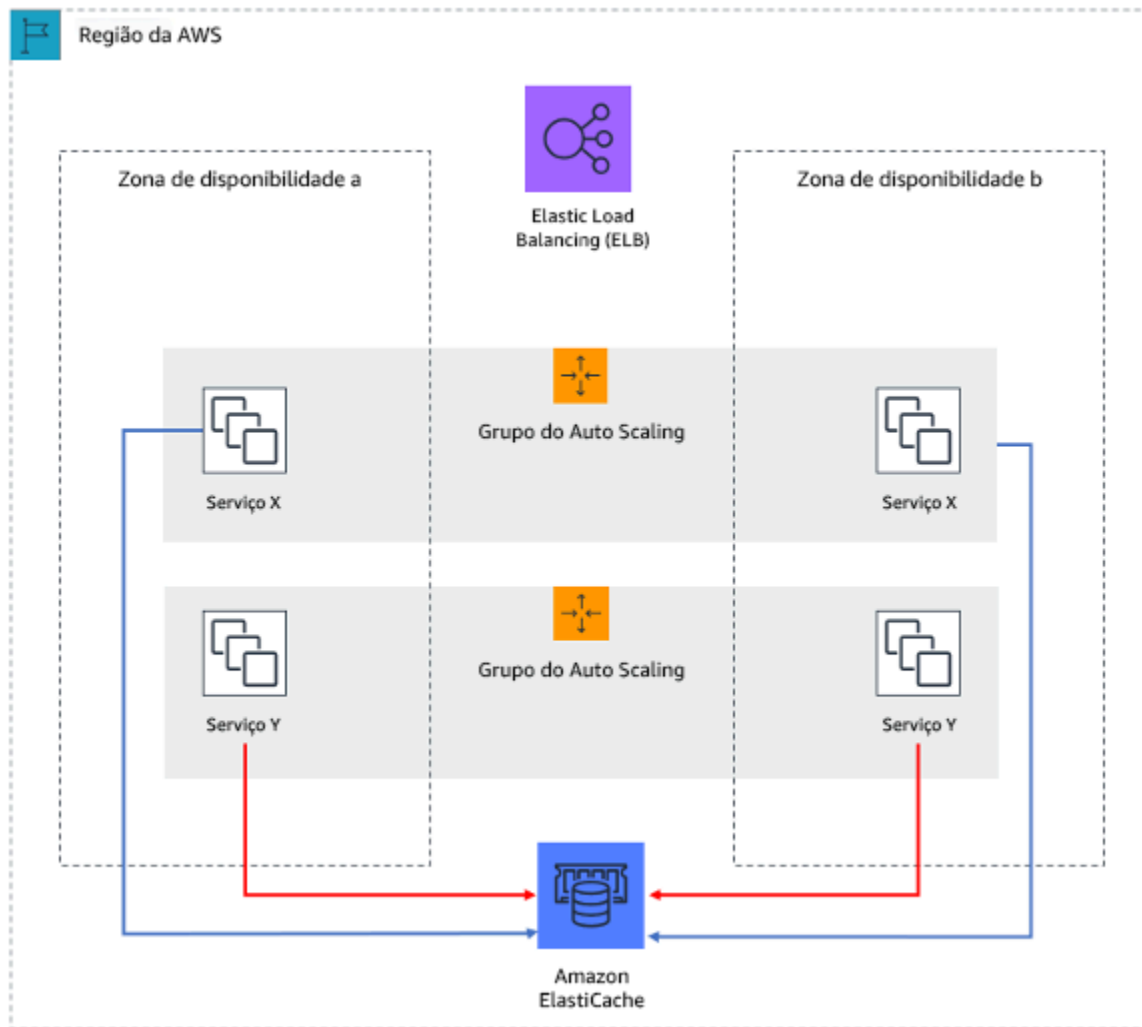 Região da AWS
Zona de disponibilidade a
Elastic Load
Balancing (ELB)
Zona de disponibilidade b
Grupo do Auto Scaling
Serviço X
Serviço X
Grupo do Auto Scaling
Serviço Y
Serviço Y
Amazon
ElastiCache